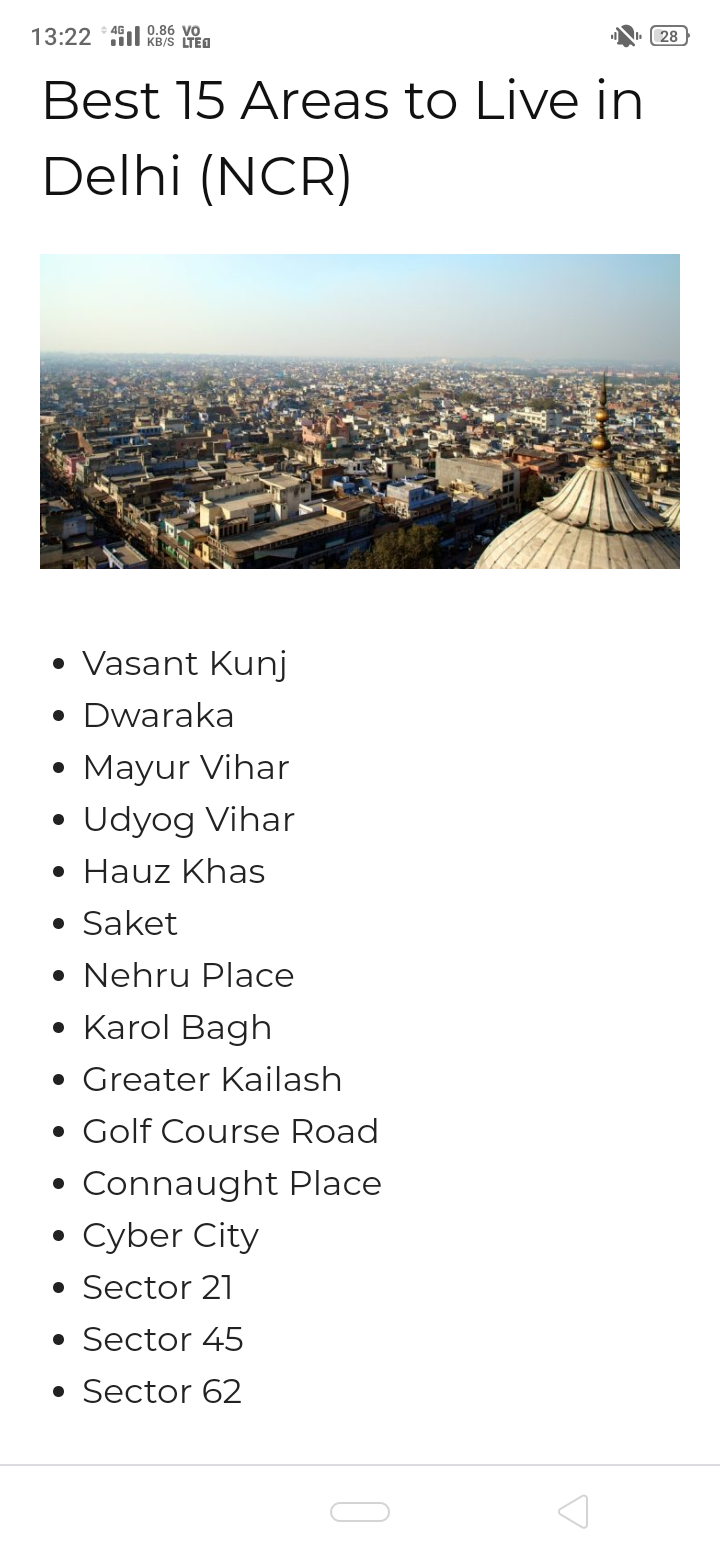 13:22 4G 0.86 KB/S VO LTE 28
Best 15 Areas to Live in
Delhi (NCR)
Vasant Kunj
Dwaraka
Mayur Vihar
Udyog Vihar
Hauz Khas
Saket
Nehru Place
Karol Bagh
Greater Kailash
Golf Course Road
Connaught Place
Cyber City
Sector 21
Sector 45
Sector 62